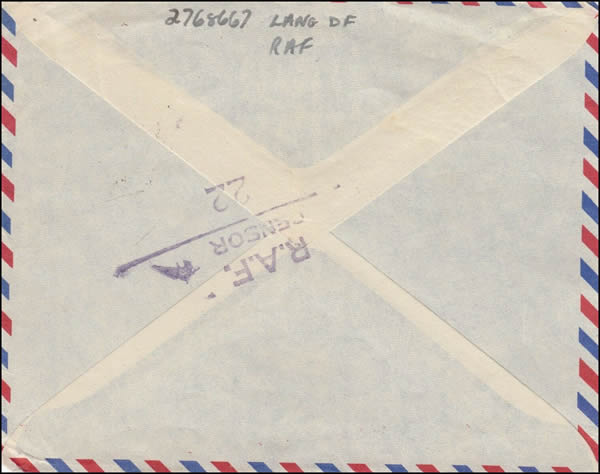 2768667 LANG DF
RAF
R.A.F.
CENSOR
22